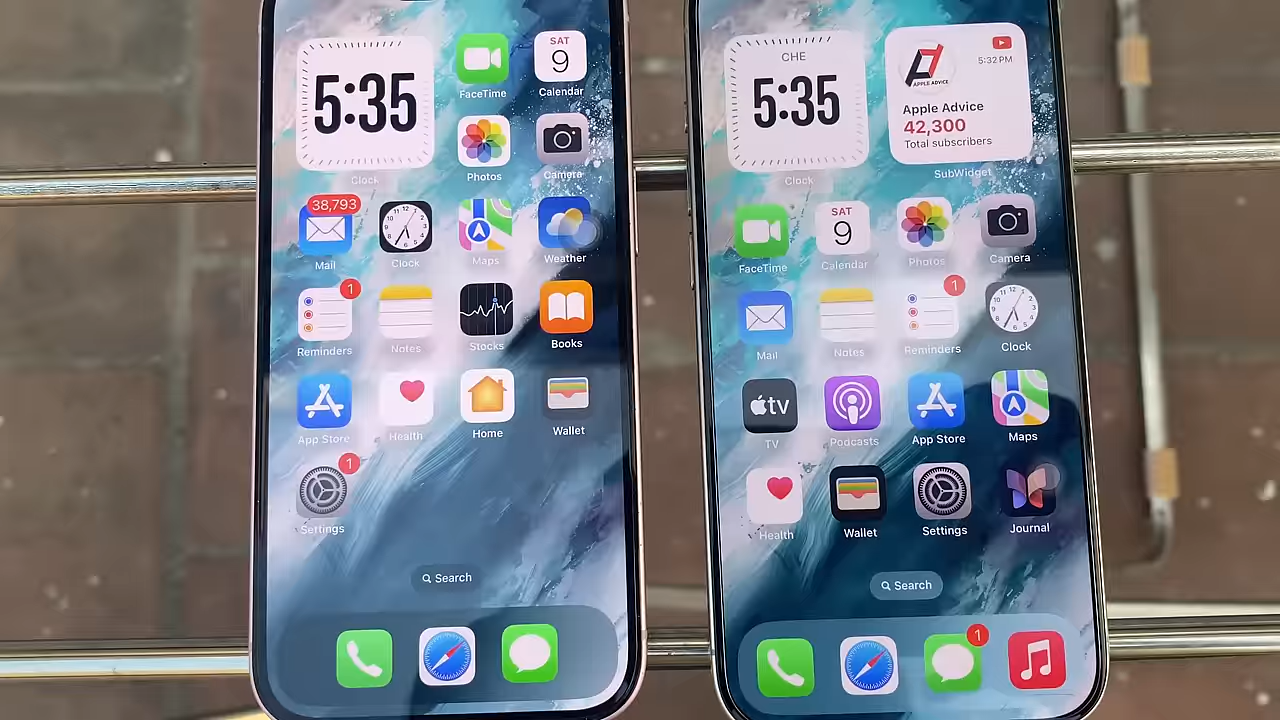 5:35
Clock
FaceTime
SAT
9
Calendar
Photos
Camera
38,793
Mail
Clock
Maps
Weather
1
Reminders
Notes
Stocks
Books
App Store
Health
Home
Wallet
1
Settings
Search
CHE
5:35
Clock
APPLE ADVICE
5:32 PM
Apple Advice
42,300
Total subscribers
SubWidget
FaceTime
SAT
9
Calendar
Photos
Camera
Mail
Notes
1
Reminders
Clock
tv
TV
Podcasts
App Store
Maps
Health
Wallet
Settings
Journal
Search
1